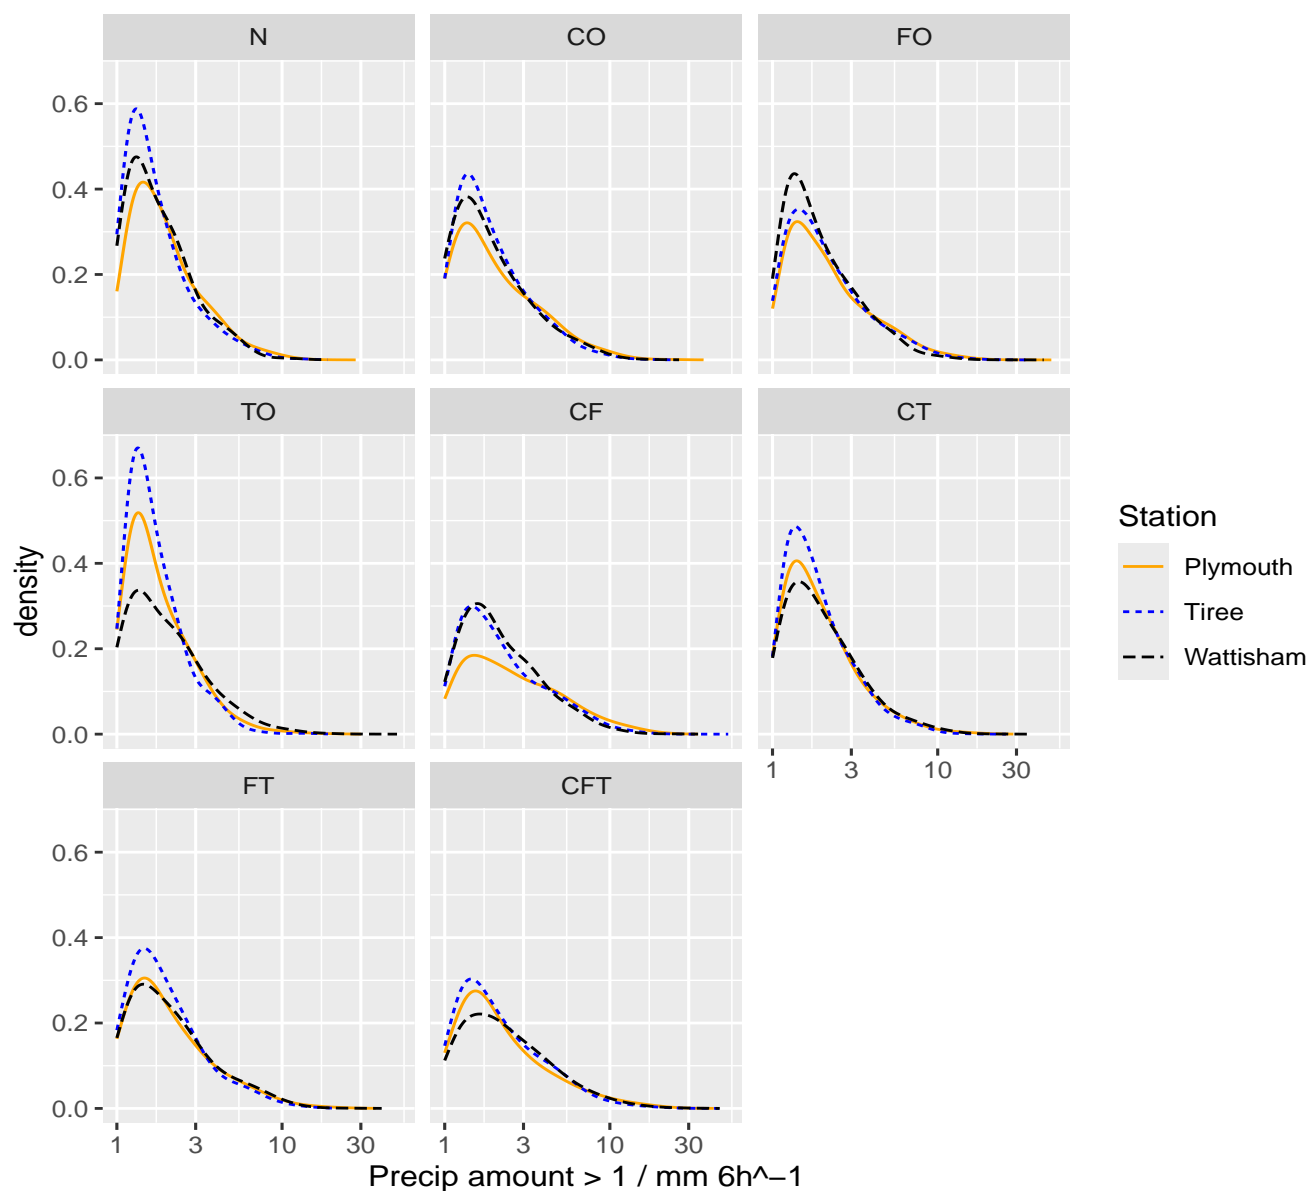 N CO FO
0.6
0.4
0.2
0.0
TO CF CT
0.6
0.4
0.2
0.0
1 3 10 30
FT CFT
0.6
0.4
0.2
0.0
1 3 10 30 1 3 10 30
density
Precip amount > 1 / mm 6h^−1
Station
Plymouth
Tiree
Wattisham